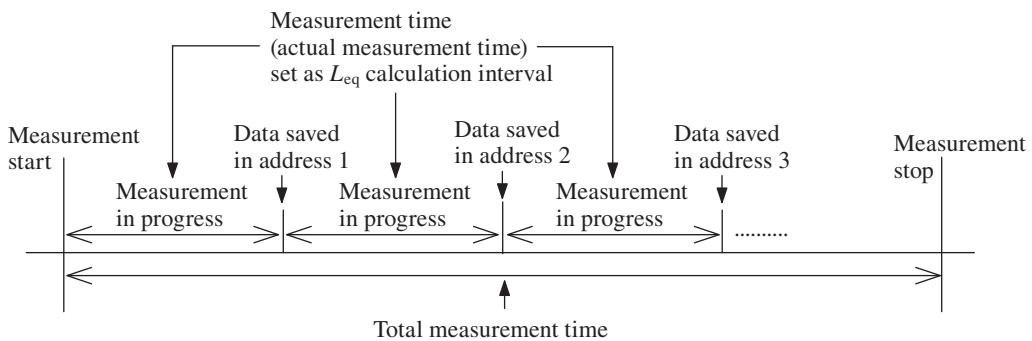 Measurement time
(actual measurement time)
set as Leq calculation interval
Measurement
start
Data saved
in address 1
Data saved
in address 2
Data saved
in address 3
Measurement
stop
Measurement
in progress
Measurement
in progress
Measurement
in progress
..........
Total measurement time